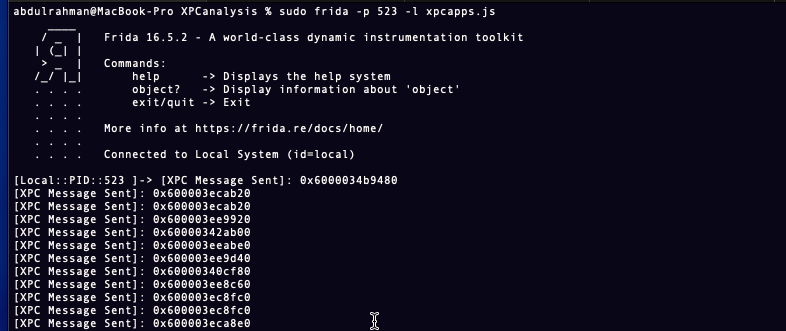 abdulrahman@MacBook-Pro XPCanalysis % sudo frida -p 523 -l xpcapps.js
     ____
    / _  |   Frida 16.5.2 - A world-class dynamic instrumentation toolkit
   | (_| |
    > _  |   Commands:
   /_/ |_|       help      -> Displays the help system
   . . . .       object?   -> Display information about 'object'
   . . . .       exit/quit -> Exit
   . . . .
   . . . .   More info at https://frida.re/docs/home/
   . . . .
   . . . .   Connected to Local System (id=local)
[Local::PID::523 ]-> [XPC Message Sent]: 0x6000034b9480
[XPC Message Sent]: 0x600003ecab20
[XPC Message Sent]: 0x600003ecab20
[XPC Message Sent]: 0x600003ee9920
[XPC Message Sent]: 0x60000342ab00
[XPC Message Sent]: 0x600003eeabe0
[XPC Message Sent]: 0x600003ee9d40
[XPC Message Sent]: 0x60000340cf80
[XPC Message Sent]: 0x600003ee8c60
[XPC Message Sent]: 0x600003ec8fc0
[XPC Message Sent]: 0x600003ec8fc0
[XPC Message Sent]: 0x600003eca8e0